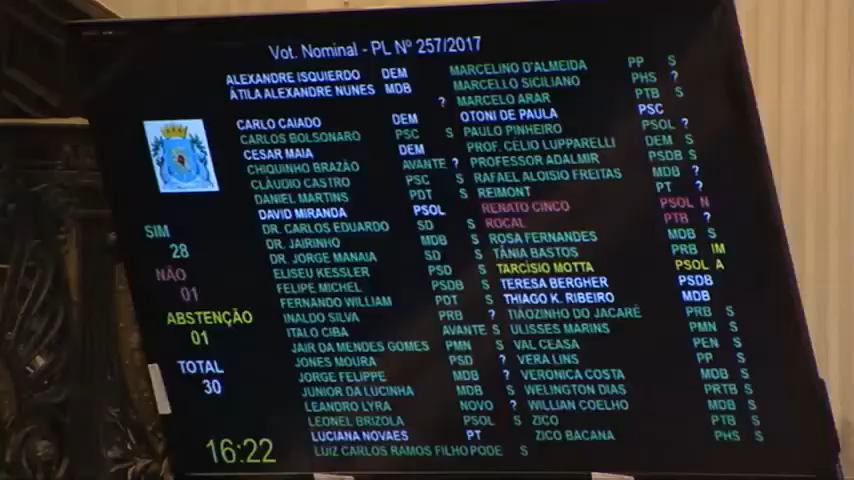 Vot. Nominal - PL Nº 257/2017
ALEXANDRE ISQUIERDO DEM
ÁTILA ALEXANDRE NUNES MDB ?
CARLO CAIADO DEM
CARLOS BOLSONARO PSC S
CESAR MAIA DEM
CHIQUINHO BRAZÃO AVANTE ?
CLÁUDIO CASTRO PSC S
DANIEL MARTINS PDT S
DAVID MIRANDA PSOL
DR. CARLOS EDUARDO SD S
DR. JAIRINHO MDB S
DR. JORGE MANAIA SD S
ELISEU KESSLER PSD S
FELIPE MICHEL PSDB S
FERNANDO WILLIAM PDT S
INALDO SILVA PRB ?
ITALO CIBA AVANTE S
JAIR DA MENDES GOMES PMN S
JONES MOURA PSD ?
JORGE FELIPPE MDB ?
JUNIOR DA LUCINHA MDB S
LEANDRO LYRA NOVO ?
LEONEL BRIZOLA PSOL S
LUCIANA NOVAES PT
LUIZ CARLOS RAMOS FILHO PODE S
MARCELINO D'ALMEIDA PP S
MARCELLO SICILIANO PHS ?
MARCELO ARAR PTB S
OTONI DE PAULA PSC
PAULO PINHEIRO PSOL ?
PROF. CÉLIO LUPPARELLI DEM S
PROFESSOR ADALMIR PSDB S
RAFAEL ALOISIO FREITAS MDB ?
REIMONT PT ?
RENATO CINCO PSOL N
ROCAL PTB ?
ROSA FERNANDES MDB S
TÂNIA BASTOS PRB IM
TARCÍSIO MOTTA PSOL A
TERESA BERGHER PSDB
THIAGO K. RIBEIRO MDB
TIÃOZINHO DO JACARÉ PRB S
ULISSES MARINS PMN S
VAL CEASA PEN S
VERA LINS PP S
VERONICA COSTA MDB S
WELINGTON DIAS PRTB S
WILLIAN COELHO MDB S
ZICO PTB S
ZICO BACANA PHS S
SIM
28
NÃO
01
ABSTENÇÃO
01
TOTAL
30
16:22